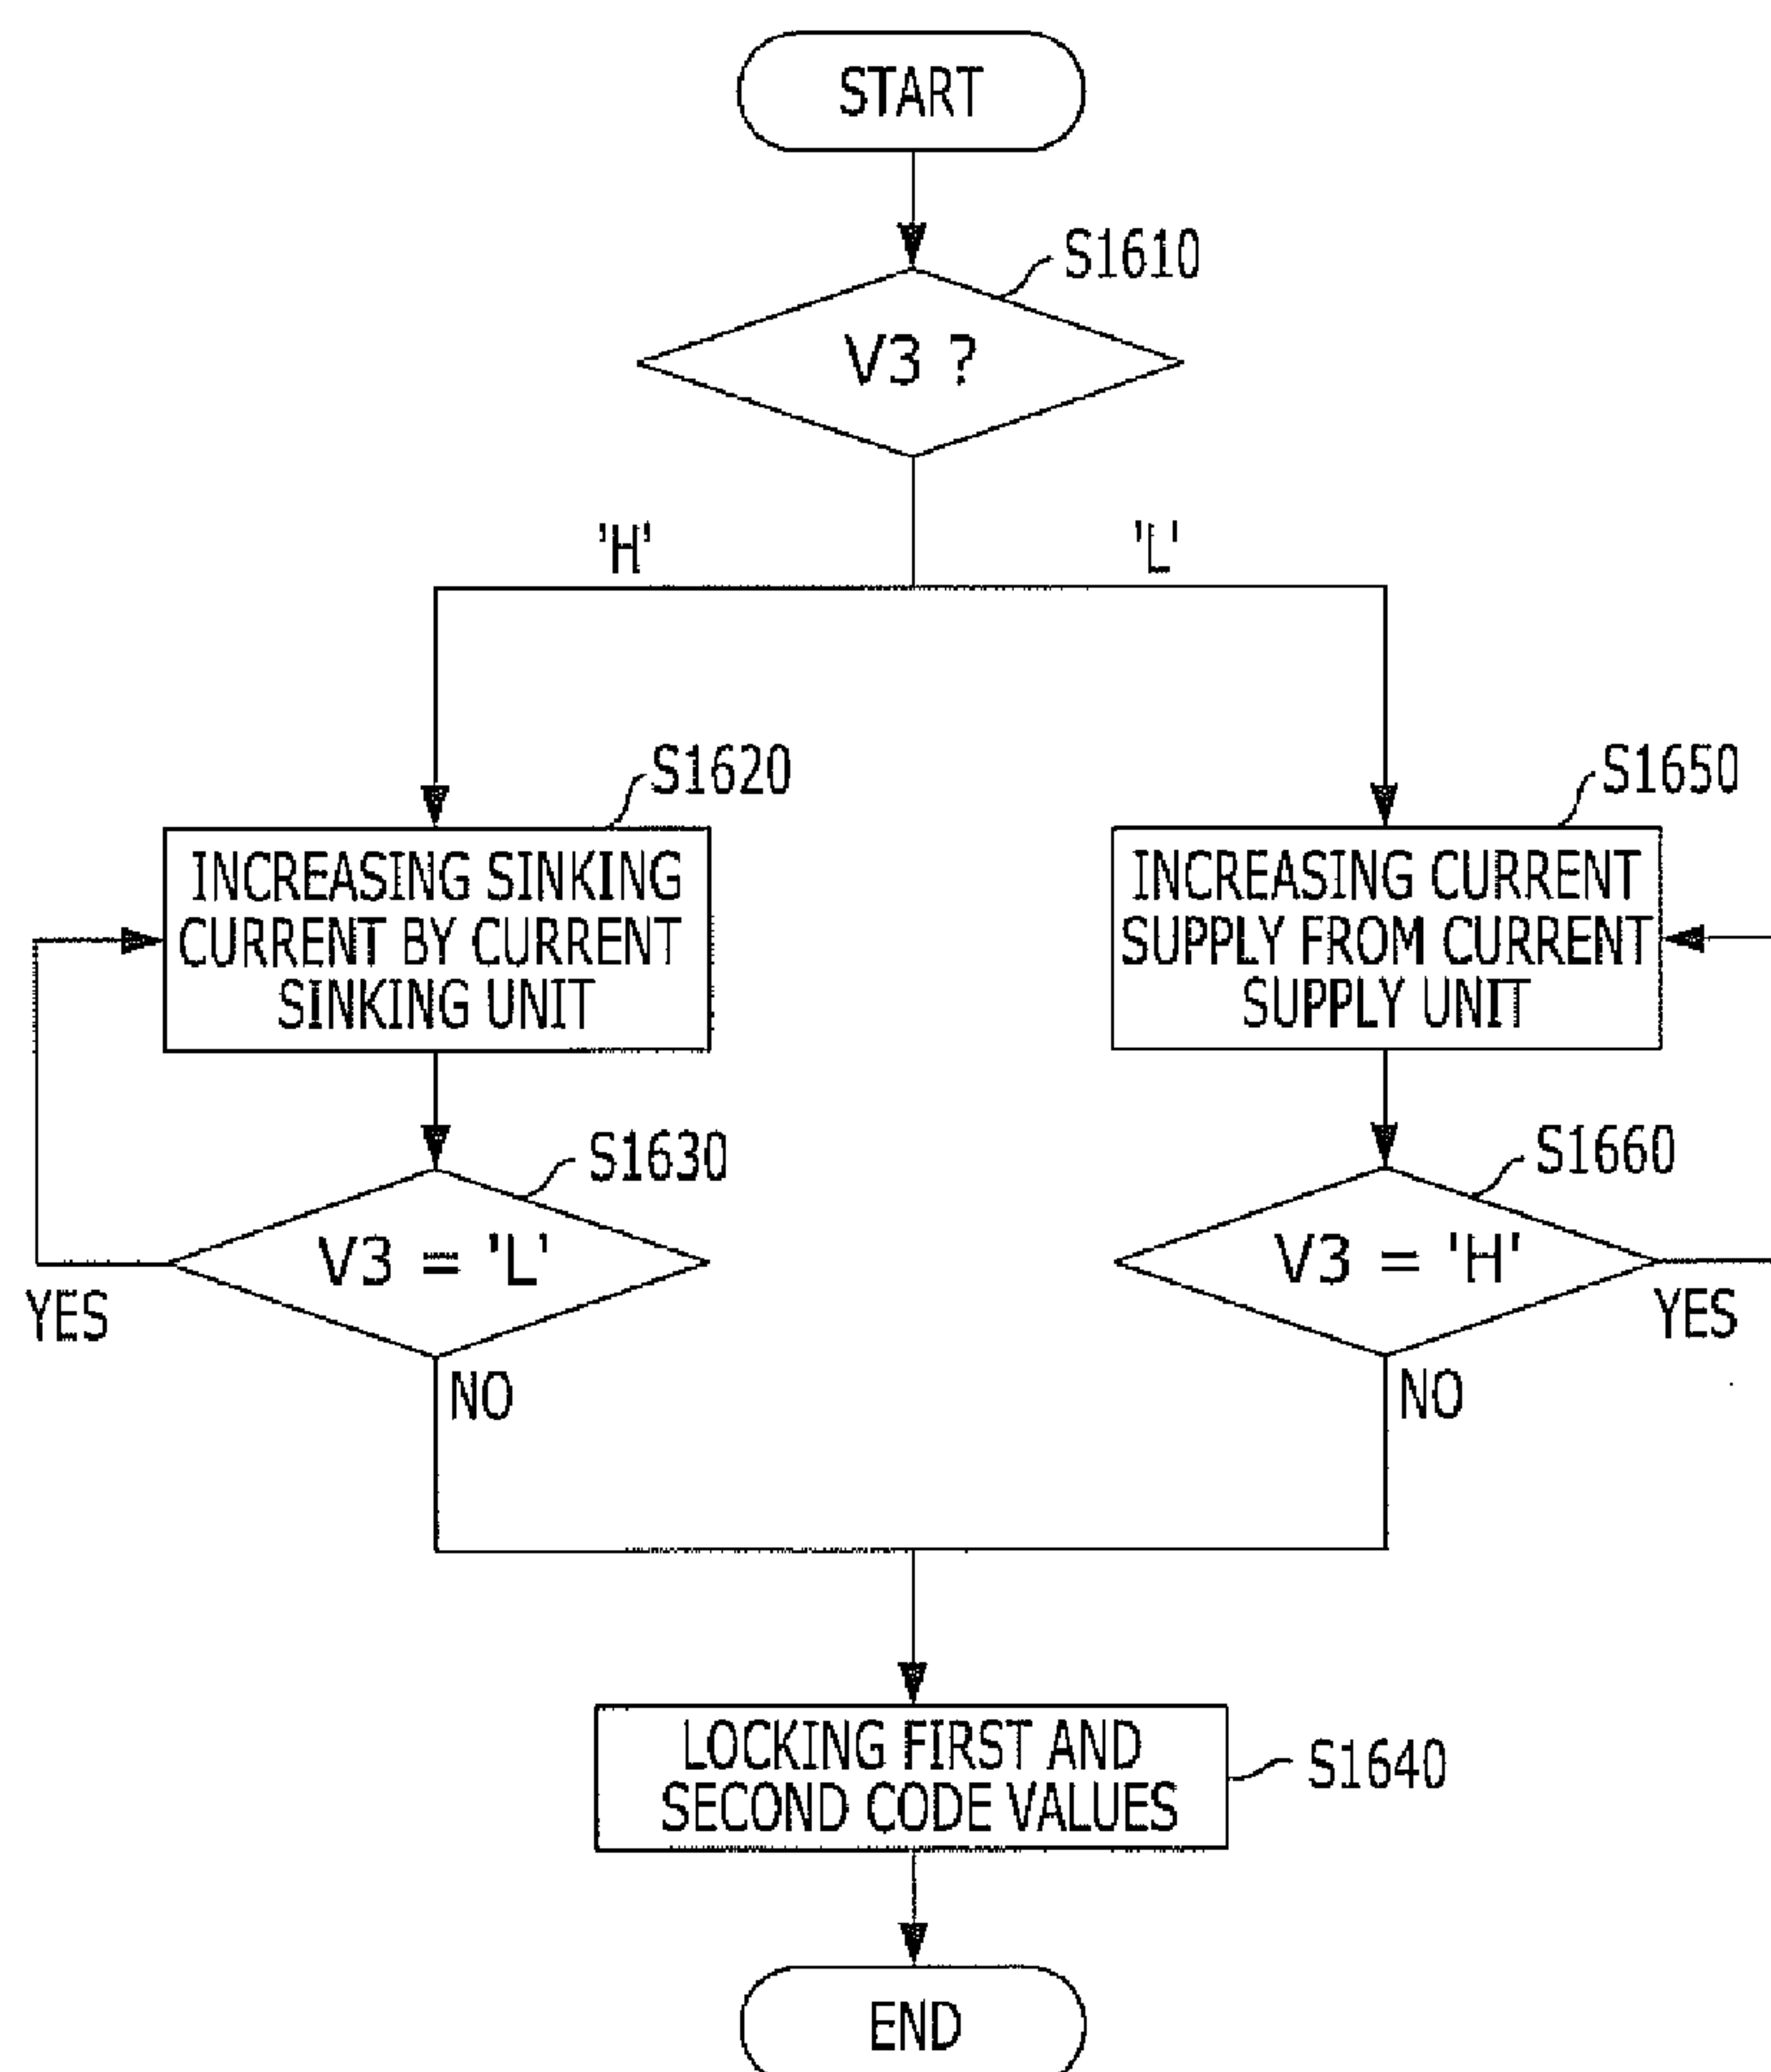 START
S1610
V3 ?
'H'
'L'
S1620
INCREASING SINKING
CURRENT BY CURRENT
SINKING UNIT
S1650
INCREASING CURRENT
SUPPLY FROM CURRENT
SUPPLY UNIT
S1630
V3 = 'L'
YES
NO
S1660
V3 = 'H'
YES
NO
LOCKING FIRST AND
SECOND CODE VALUES
S1640
END